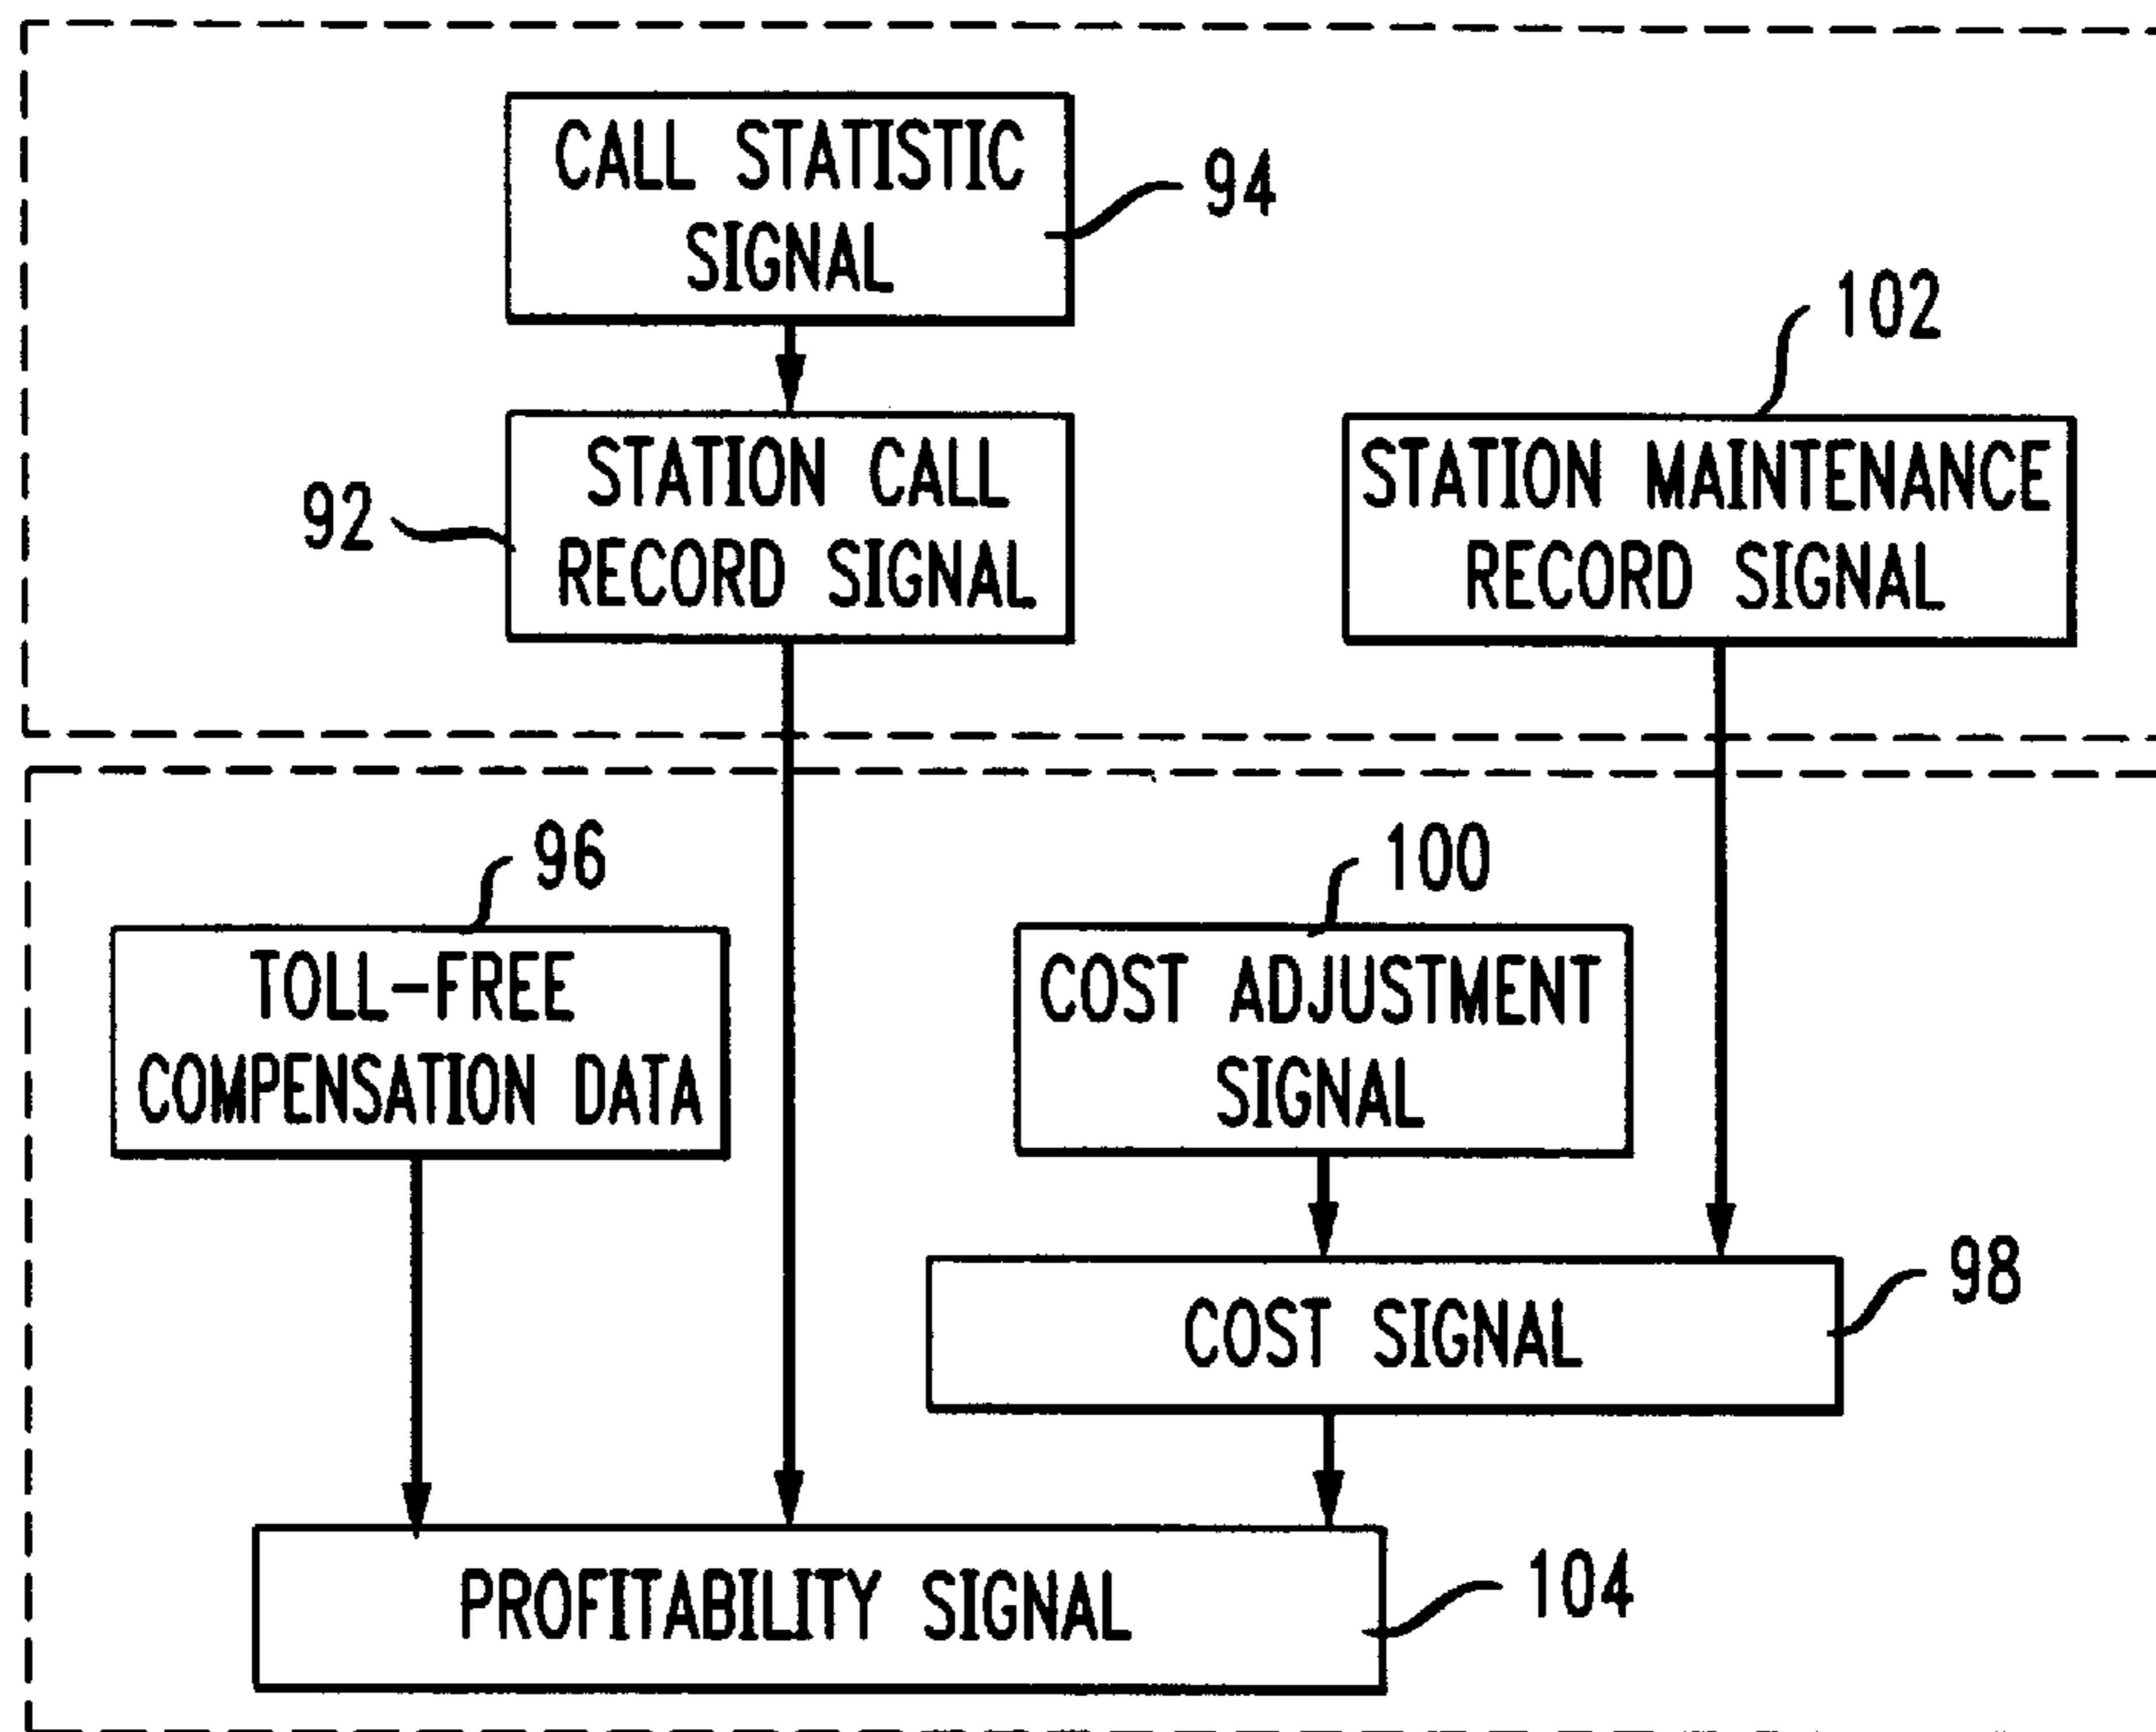 CALL STATISTIC
SIGNAL
94
102
STATION CALL
RECORD SIGNAL
92
STATION MAINTENANCE
RECORD SIGNAL
96
100
TOLL-FREE
COMPENSATION DATA
COST ADJUSTMENT
SIGNAL
98
COST SIGNAL
PROFITABILITY SIGNAL
104